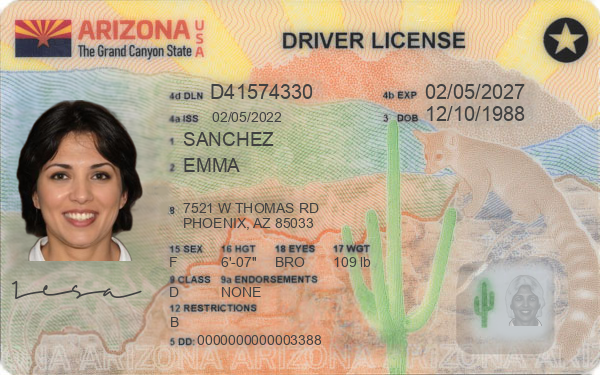 ARIZONA USA
The Grand Canyon State
DRIVER LICENSE
4d DLN D41574330
4b EXP 02/05/2027
4a ISS 02/05/2022
3 DOB 12/10/1988
1 SANCHEZ
2 EMMA
8 7521 W THOMAS RD
PHOENIX, AZ 85033
15 SEX 16 HGT 18 EYES 17 WGT
F 6'-07" BRO 109 lb
9 CLASS 9a ENDORSEMENTS
D NONE
12 RESTRICTIONS
B
Lesa
5 DD: 0000000000003388
ARIZONA ARIZONA ARIZONA ARIZONA